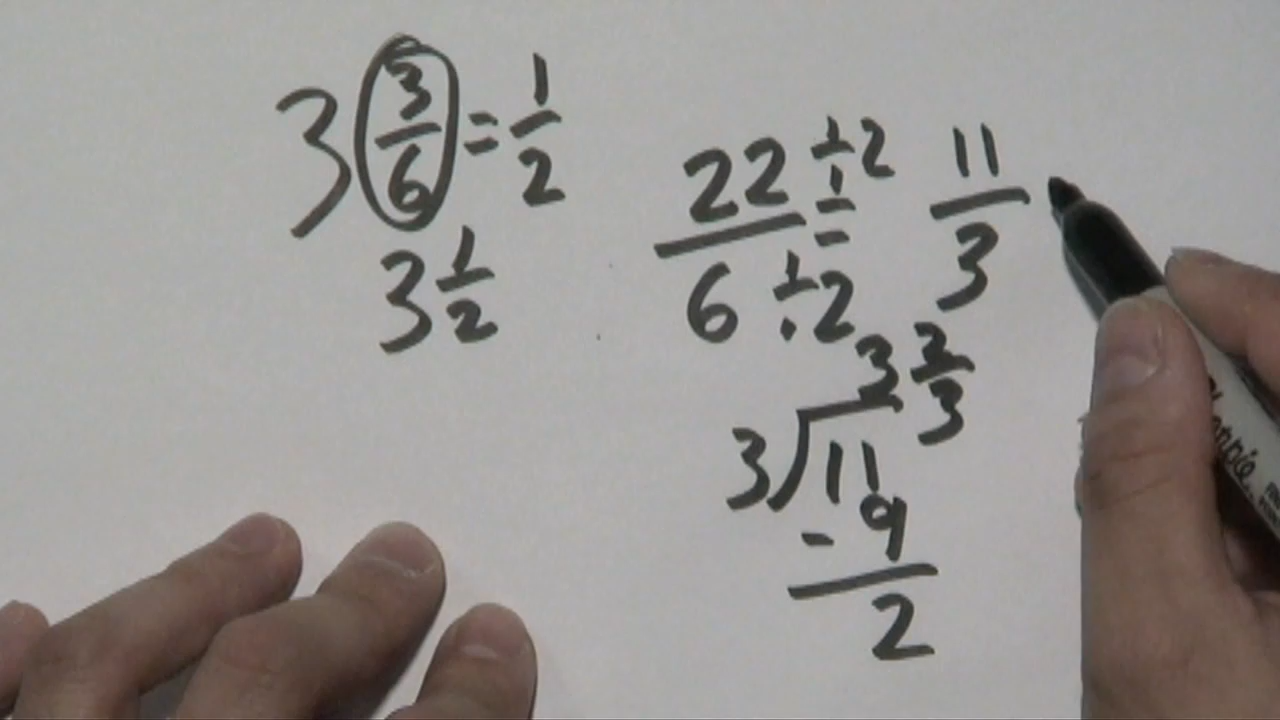 3 3/6 = 1/2
3 1/2
22/6 ÷2/÷2 = 11/3
3 2/3
3)11
- 9
2
Sharpie